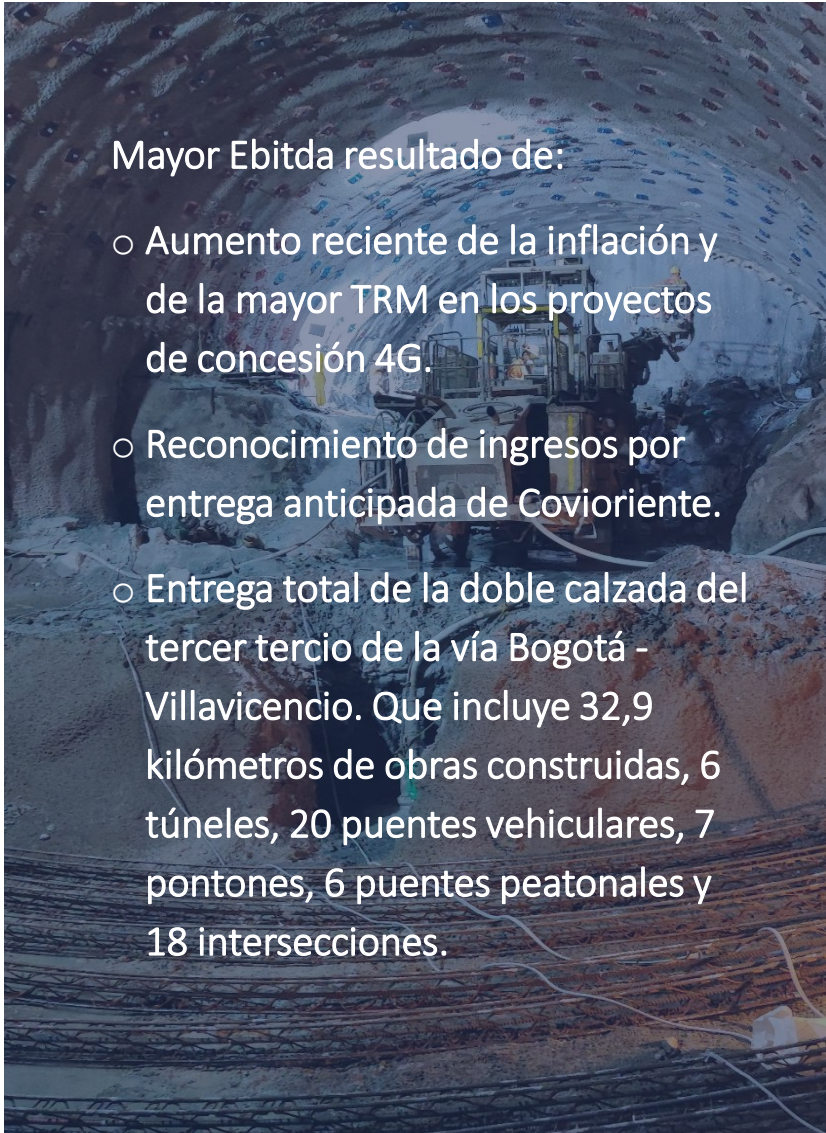 Mayor Ebitda resultado de:
o Aumento reciente de la inflación y
de la mayor TRM en los proyectos
de concesión 4G.
o Reconocimiento de ingresos por
entrega anticipada de Covioriente.
o Entrega total de la doble calzada del
tercer tercio de la vía Bogotá -
Villavicencio. Que incluye 32,9
kilómetros de obras construidas, 6
túneles, 20 puentes vehiculares, 7
pontones, 6 puentes peatonales y
18 intersecciones.